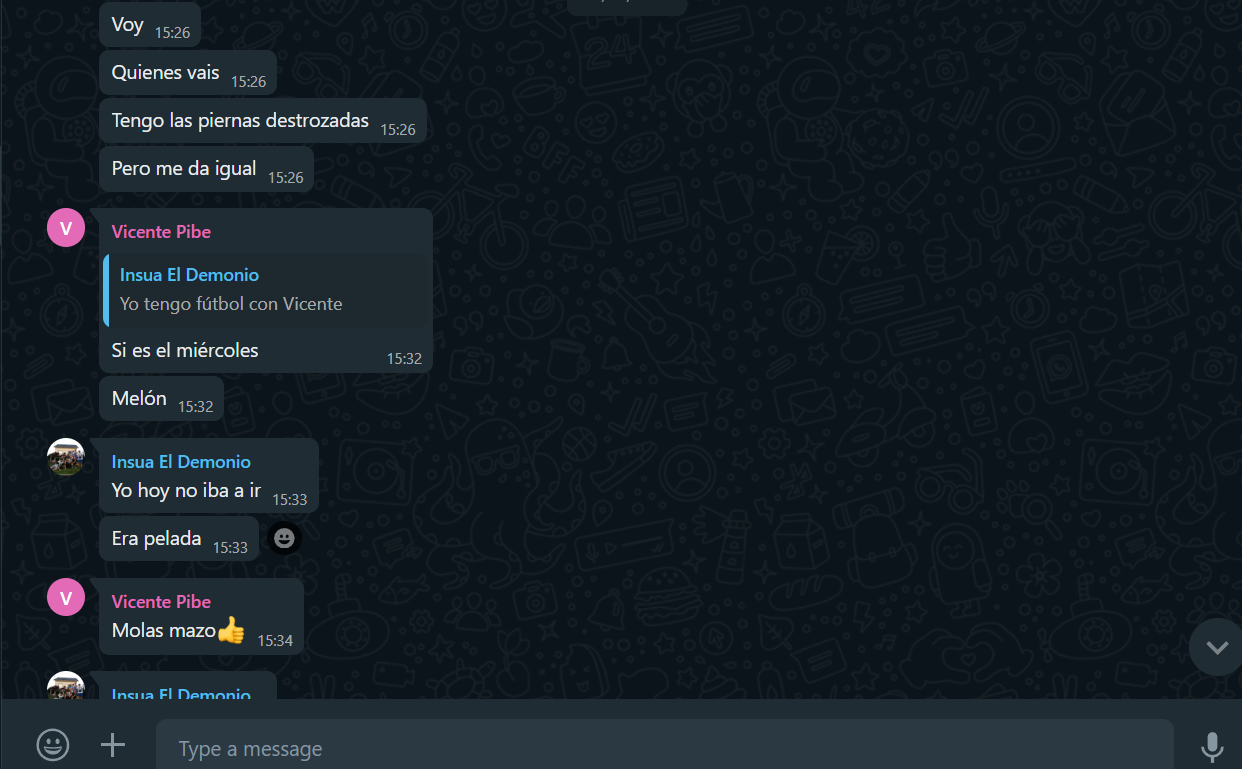 Voy 15:26
Quienes vais 15:26
Tengo las piernas destrozadas 15:26
Pero me da igual 15:26
V
Vicente Pibe
Insua El Demonio
Yo tengo fútbol con Vicente
Si es el miércoles 15:32
Melón 15:32
Insua El Demonio
Yo hoy no iba a ir 15:33
Era pelada 15:33
V
Vicente Pibe
Molas mazo👍 15:34
Insua El Demonio
Type a message